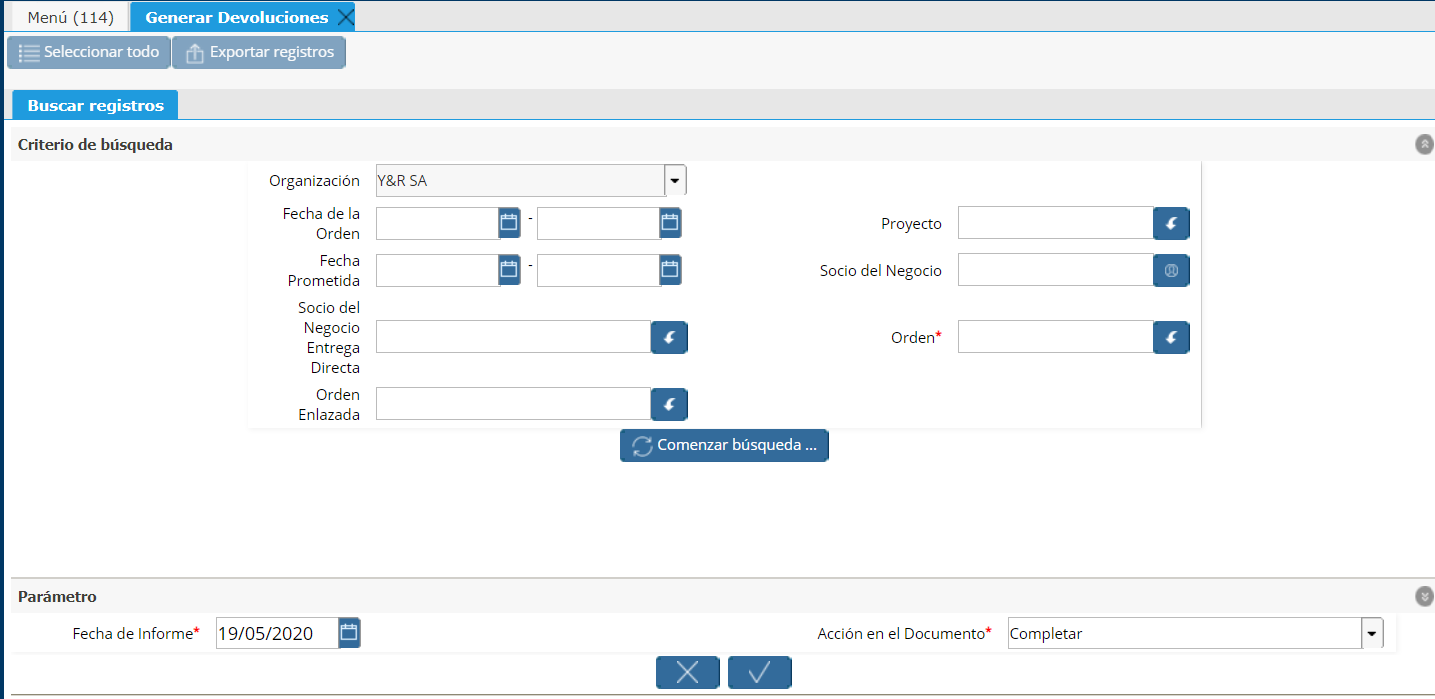 Menú (114) Generar Devoluciones
Seleccionar todo Exportar registros
Buscar registros
Criterio de búsqueda
Organización Y&R SA
Fecha de la
Orden
-
Proyecto
Fecha
Prometida
-
Socio del Negocio
Socio del
Negocio
Entrega
Directa
Orden*
Orden
Enlazada
Comenzar búsqueda ...
Parámetro
Fecha de Informe* 19/05/2020 Acción en el Documento* Completar